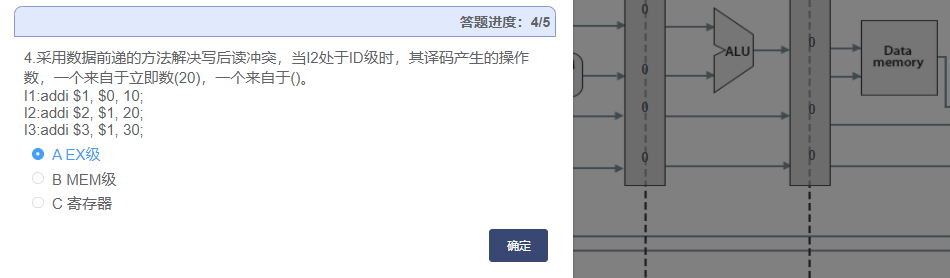 答题进度：4/5
4.采用数据前递的方法解决写后读冲突，当I2处于ID级时，其译码产生的操作
数，一个来自于立即数(20)，一个来自于()。
I1:addi $1, $0, 10;
I2:addi $2, $1, 20;
I3:addi $3, $1, 30;
A EX级
B MEM级
C 寄存器
确定
0
0
0
0
ALU
0
0
0
Data
memory